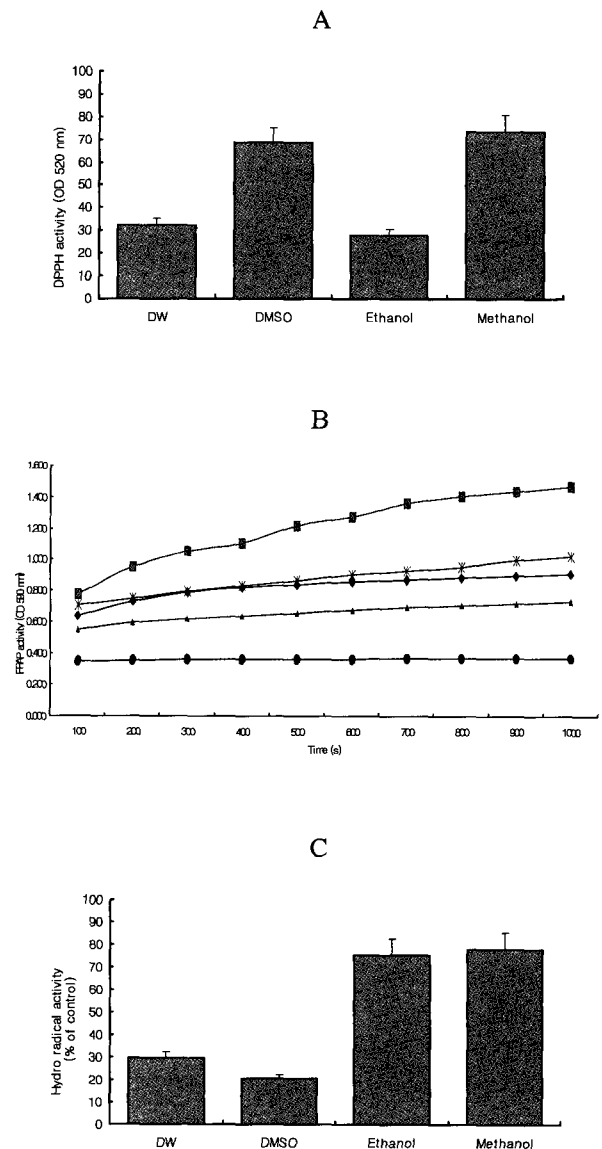 A
DPPH activity (OD 520 nm)
100
90
80
70
60
50
40
30
20
10
0
DW DMSO Ethanol Methanol
B
FRAP activity (OD 590 nm)
1.600
1.400
1.200
1.000
0.800
0.600
0.400
0.200
0.000
100 200 300 400 500 600 700 800 900 1000
Time (s)
C
Hydro radical activity
(% of control)
100
90
80
70
60
50
40
30
20
10
0
DW DMSO Ethanol Methanol